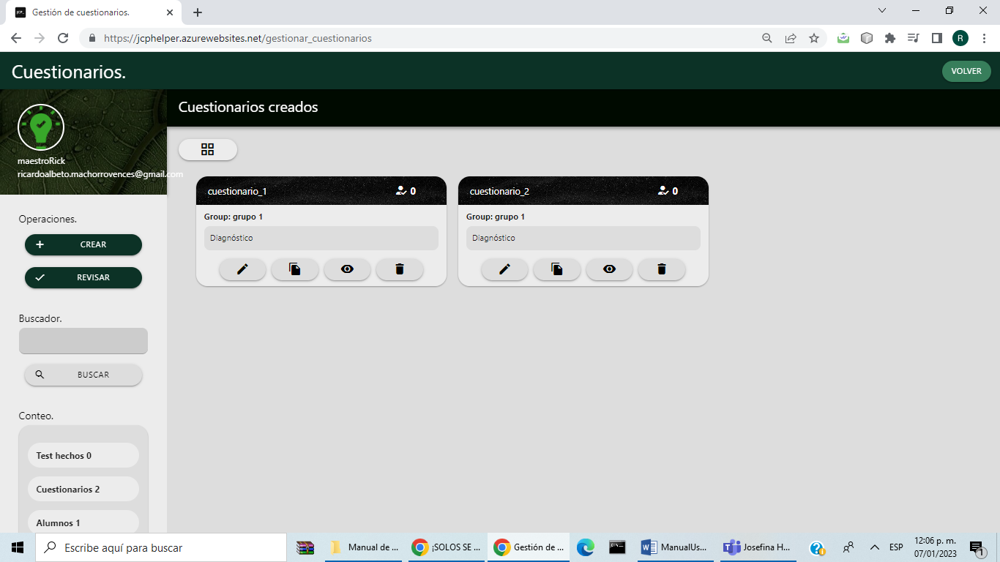 Gestión de cuestionarios.
https://jcphelper.azurewebsites.net/gestionar_cuestionarios
R
Cuestionarios.
VOLVER
maestroRick
ricardoalbeto.machorrovences@gmail.com
Operaciones.
CREAR
REVISAR
Buscador.
BUSCAR
Conteo.
Test hechos 0
Cuestionarios 2
Alumnos 1
Cuestionarios creados
cuestionario_1 0
Group: grupo 1
Diagnóstico
cuestionario_2 0
Group: grupo 1
Diagnóstico
Escribe aquí para buscar
Manual de ...
¡SOLOS SE ...
Gestión de ...
ManualUs...
Josefina H...
ESP
12:06 p. m.
07/01/2023
1